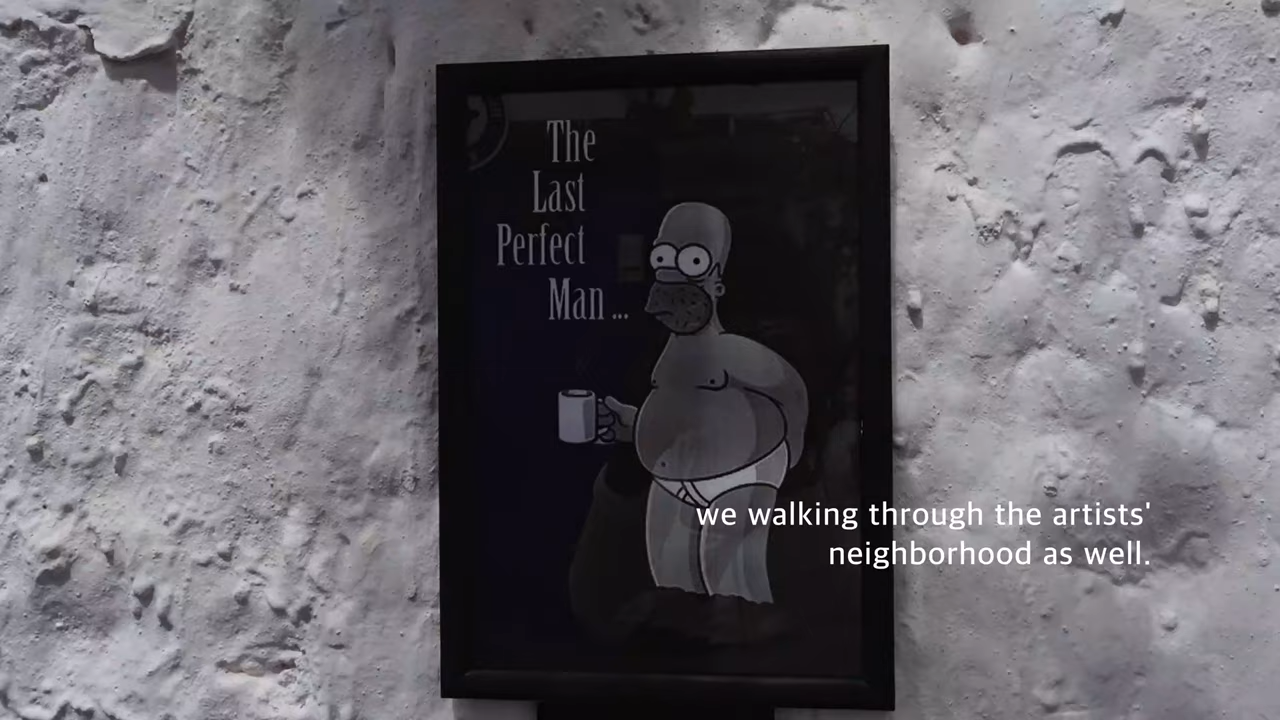 The
Last
Perfect
Man ...
we walking through the artists'
neighborhood as well.